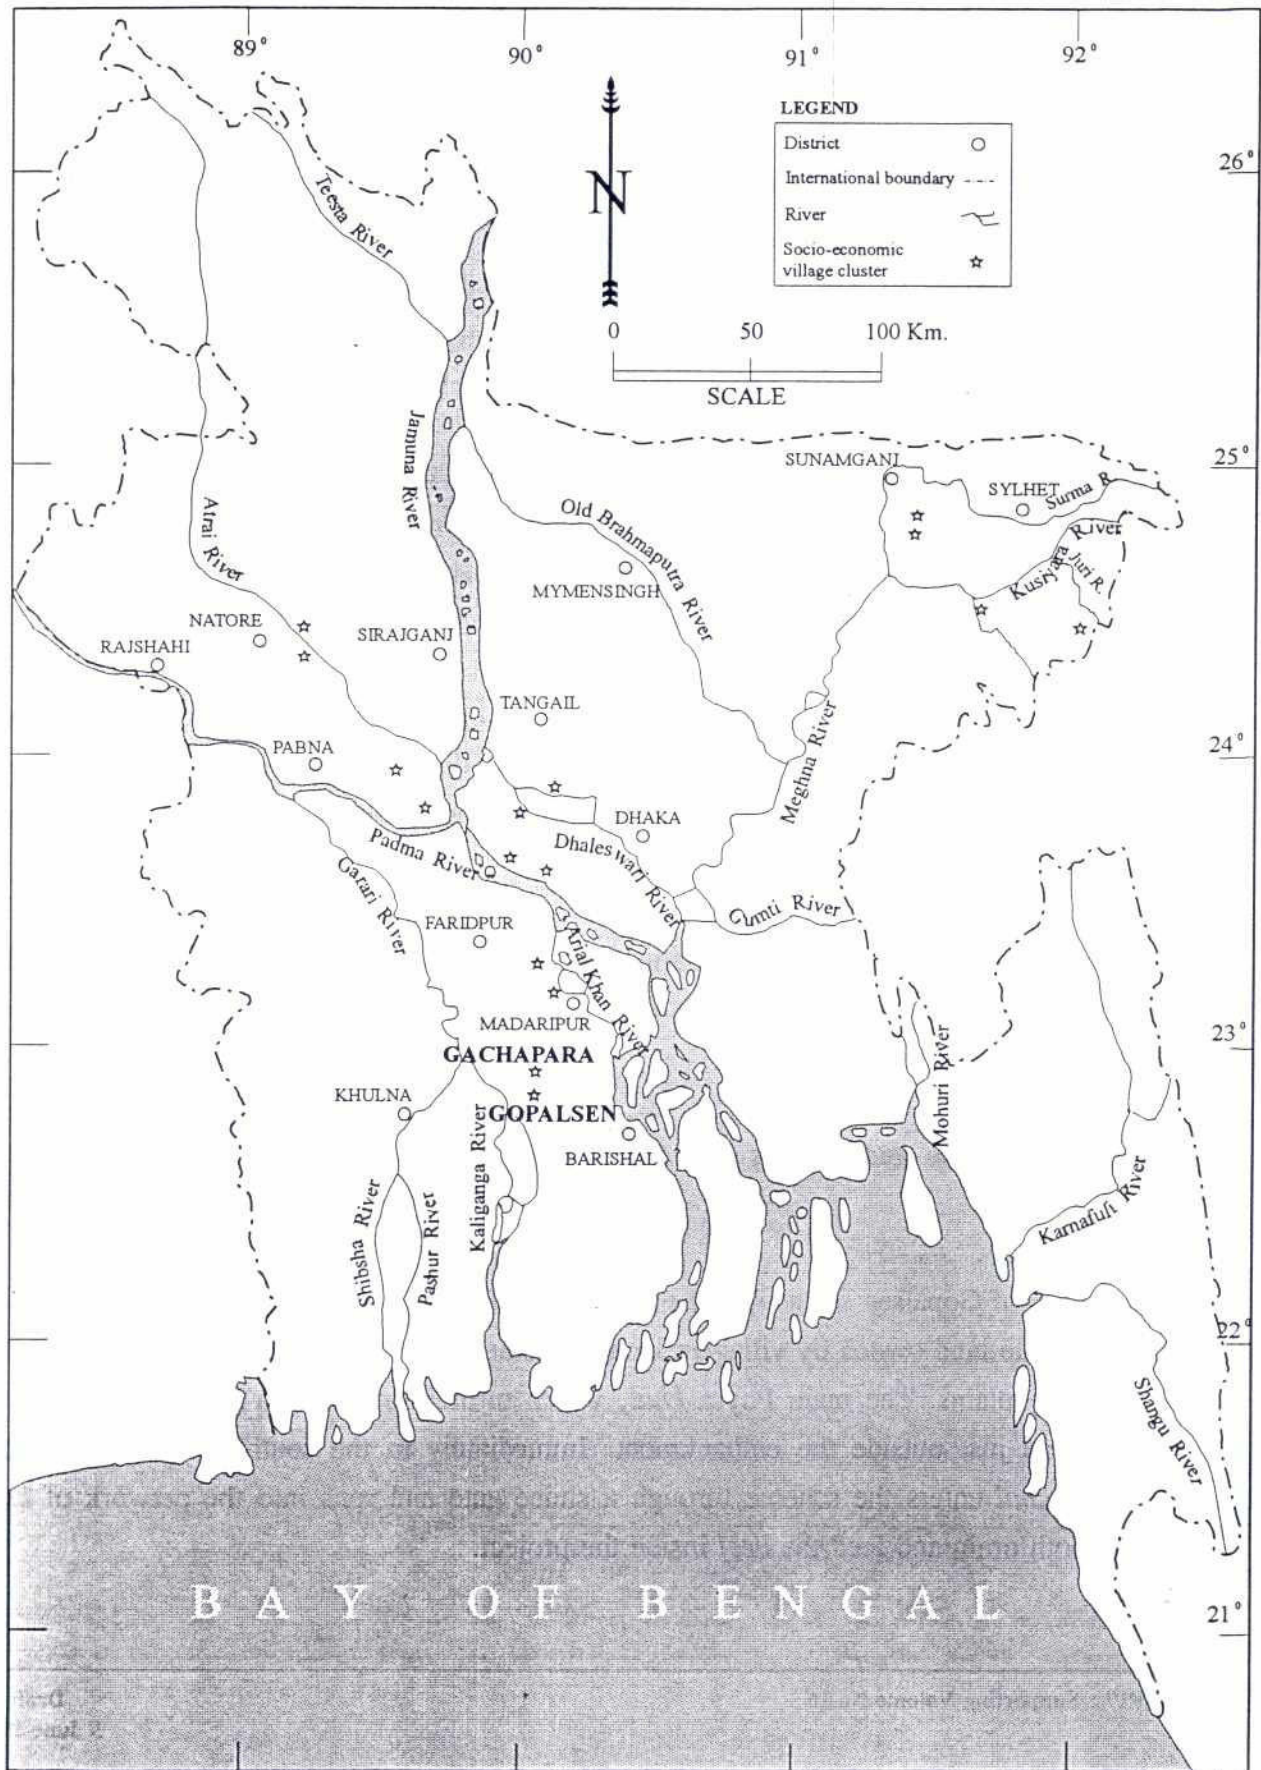 89°
90°
91°
92°
LEGEND
District
International boundary
River
Socio-economic
village cluster
N
26°
0 50 100 Km.
SCALE
Teesta River
Jamuna River
25°
SUNAMGANJ
SYLHET
Surma R.
Kusiyara River
Juri R.
Atrai River
Old Brahmaputra River
MYMENSINGH
NATORE
SIRAJGANJ
RAJSHAHI
TANGAIL
Meghna River
24°
PABNA
DHAKA
Padma River
Dhaleswari River
Garari River
Gumti River
FARIDPUR
Arial Khan River
MADARIPUR
23°
GACHAPARA
Mohuri River
KHULNA
GOPALSEN
BARISHAL
Kaliganga River
Shibsha River
Pashur River
Karnafuli River
22°
Shangu River
BAY OF BENGAL
21°